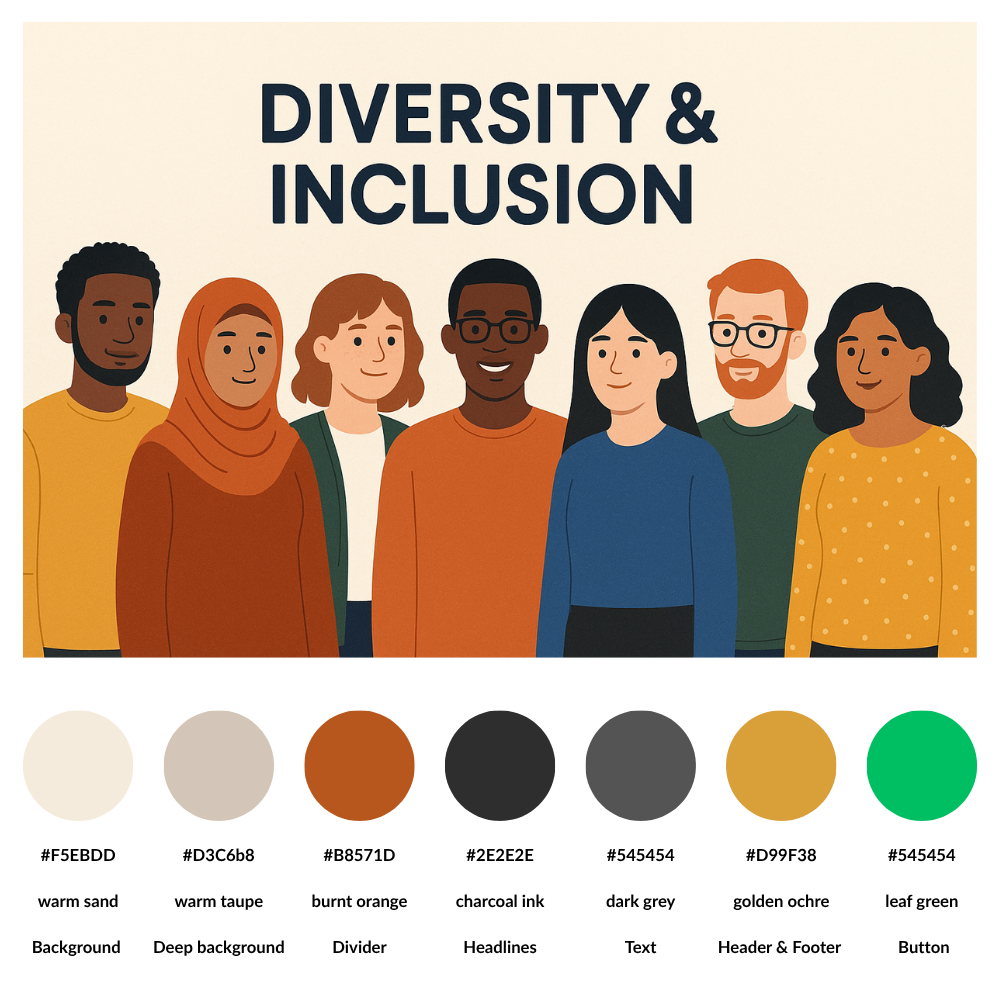 DIVERSITY &
INCLUSION
#F5EBDD #D3C6b8 #B8571D #2E2E2E #545454 #D99F38 #545454
warm sand warm taupe burnt orange charcoal ink dark grey golden ochre leaf green
Background Deep background Divider Headlines Text Header & Footer Button